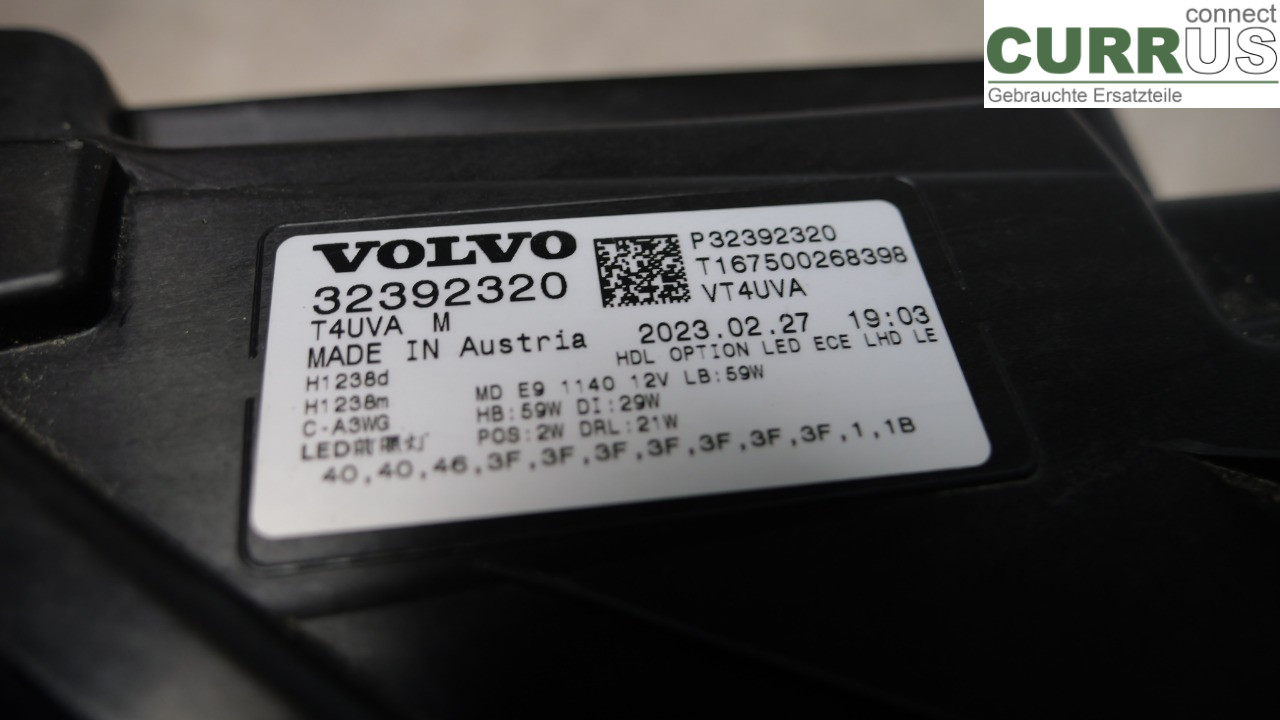 connect
CURRUS
Gebrauchte Ersatzteile
VOLVO
32392320
T4UVA M
MADE IN Austria
P32392320
T167500268398
VT4UVA
2023.02.27 19:03
HDL OPTION LED ECE LHD LE
H1238d
H1238m
C-A3WG
LED前照灯
MD E9 1140 12V LB:59W
HB:59W DI:29W
POS:2W DRL:21W
40,40,46,3F,3F,3F,3F,3F,3F,3F,1,1B